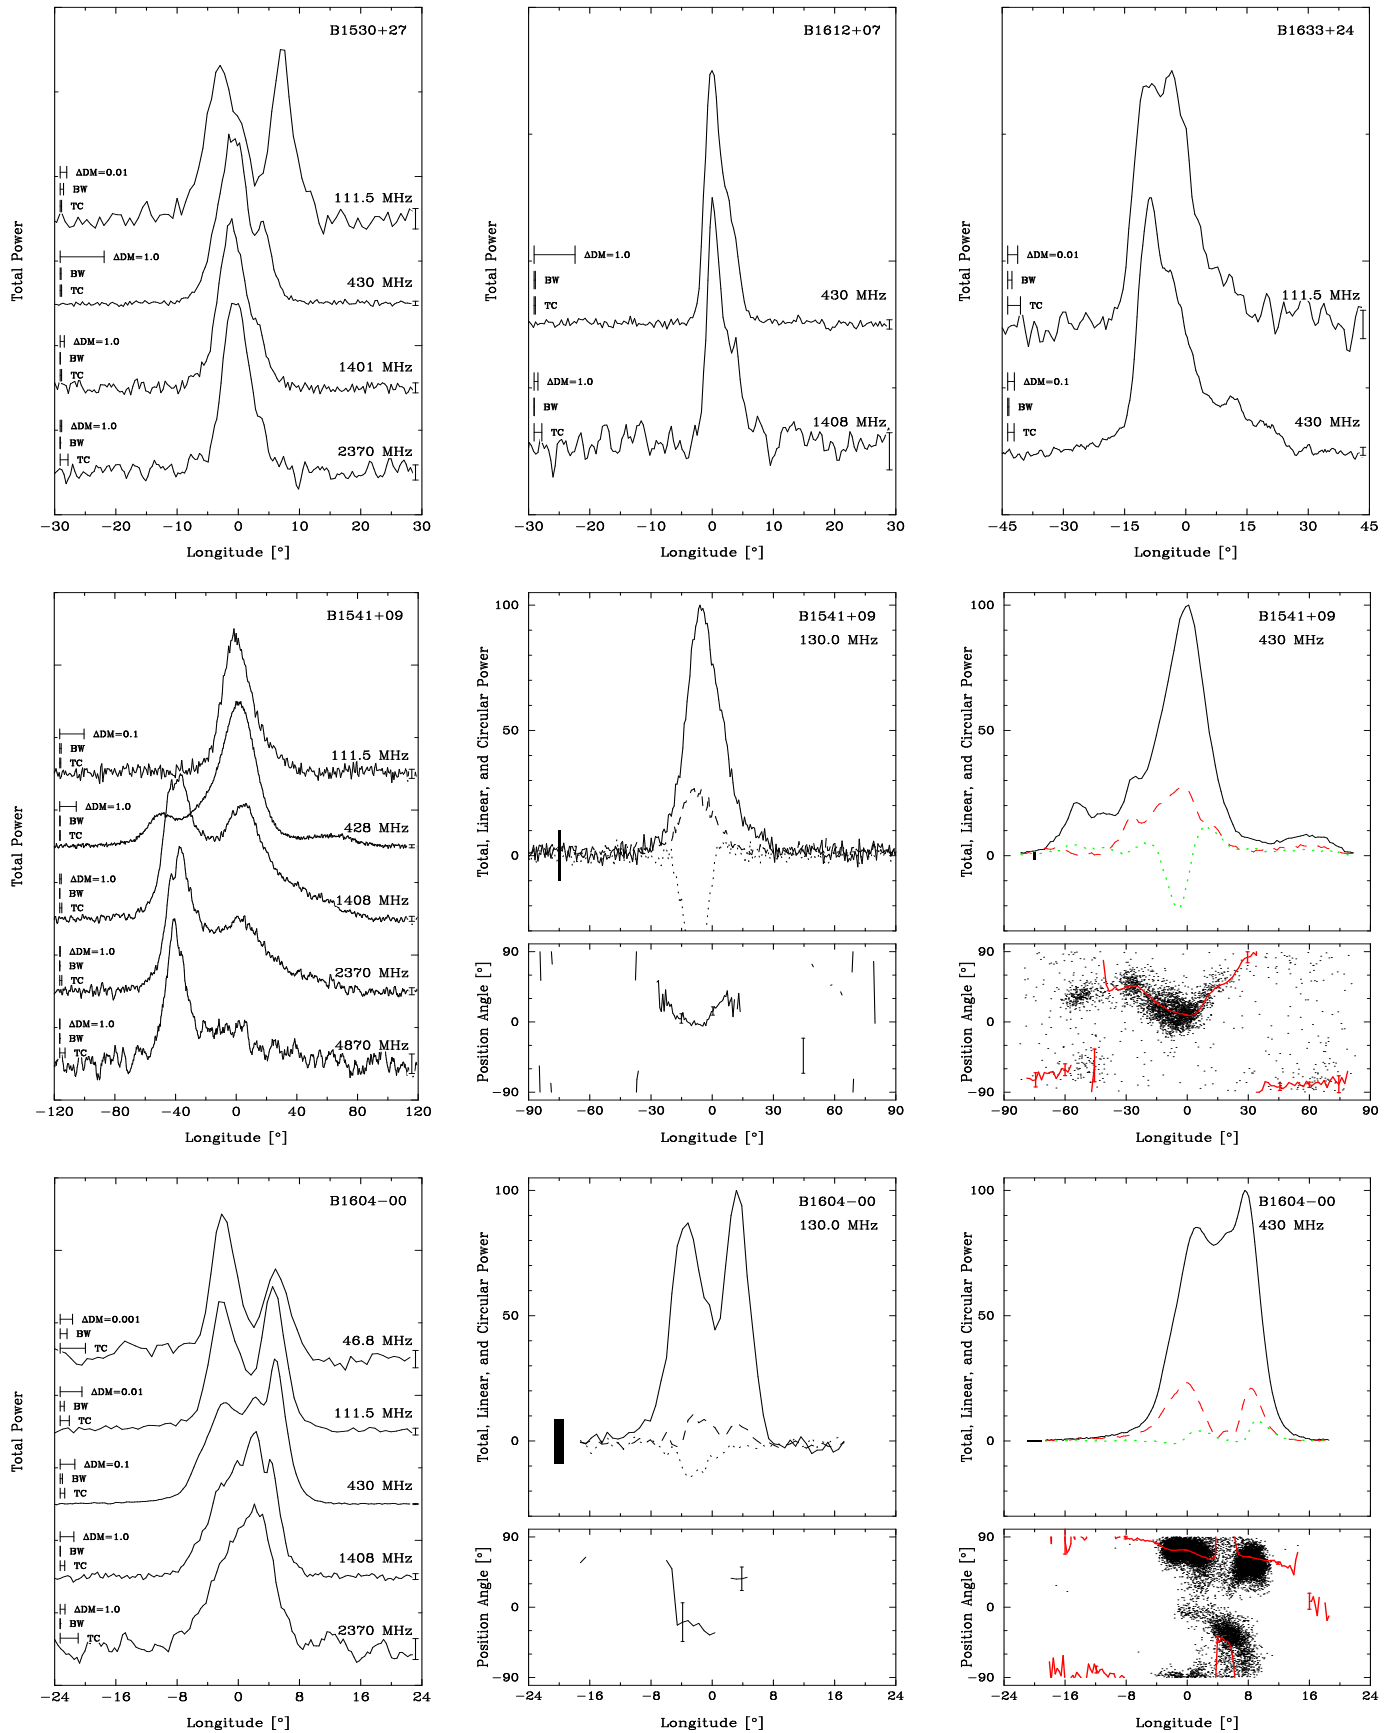 B1530+27
ΔDM=0.01
BW
TC
111.5 MHz
ΔDM=1.0
BW
TC
430 MHz
ΔDM=1.0
BW
TC
1401 MHz
ΔDM=1.0
BW
TC
2370 MHz
Total Power
−30 −20 −10 0 10 20 30
Longitude [°]
B1612+07
ΔDM=1.0
BW
TC
430 MHz
ΔDM=1.0
BW
TC
1408 MHz
Total Power
−30 −20 −10 0 10 20 30
Longitude [°]
B1633+24
ΔDM=0.01
BW
TC
111.5 MHz
ΔDM=0.1
BW
TC
430 MHz
Total Power
−45 −30 −15 0 15 30 45
Longitude [°]
B1541+09
ΔDM=0.1
BW
TC
111.5 MHz
ΔDM=1.0
BW
TC
428 MHz
ΔDM=1.0
BW
TC
1408 MHz
ΔDM=1.0
BW
TC
2370 MHz
ΔDM=1.0
BW
TC
4870 MHz
Total Power
−120 −80 −40 0 40 80 120
Longitude [°]
B1541+09
130.0 MHz
100
50
0
Total, Linear, and Circular Power
90
0
−90
Position Angle [°]
−90 −60 −30 0 30 60 90
Longitude [°]
B1541+09
430 MHz
100
50
0
Total, Linear, and Circular Power
90
0
−90
Position Angle [°]
−90 −60 −30 0 30 60 90
Longitude [°]
B1604−00
ΔDM=0.001
BW
TC
46.8 MHz
ΔDM=0.01
BW
TC
111.5 MHz
ΔDM=0.1
BW
TC
430 MHz
ΔDM=1.0
BW
TC
1408 MHz
ΔDM=1.0
BW
TC
2370 MHz
Total Power
−24 −16 −8 0 8 16 24
Longitude [°]
B1604−00
130.0 MHz
100
50
0
Total, Linear, and Circular Power
90
0
−90
Position Angle [°]
−24 −16 −8 0 8 16 24
Longitude [°]
B1604−00
430 MHz
100
50
0
Total, Linear, and Circular Power
90
0
−90
Position Angle [°]
−24 −16 −8 0 8 16 24
Longitude [°]